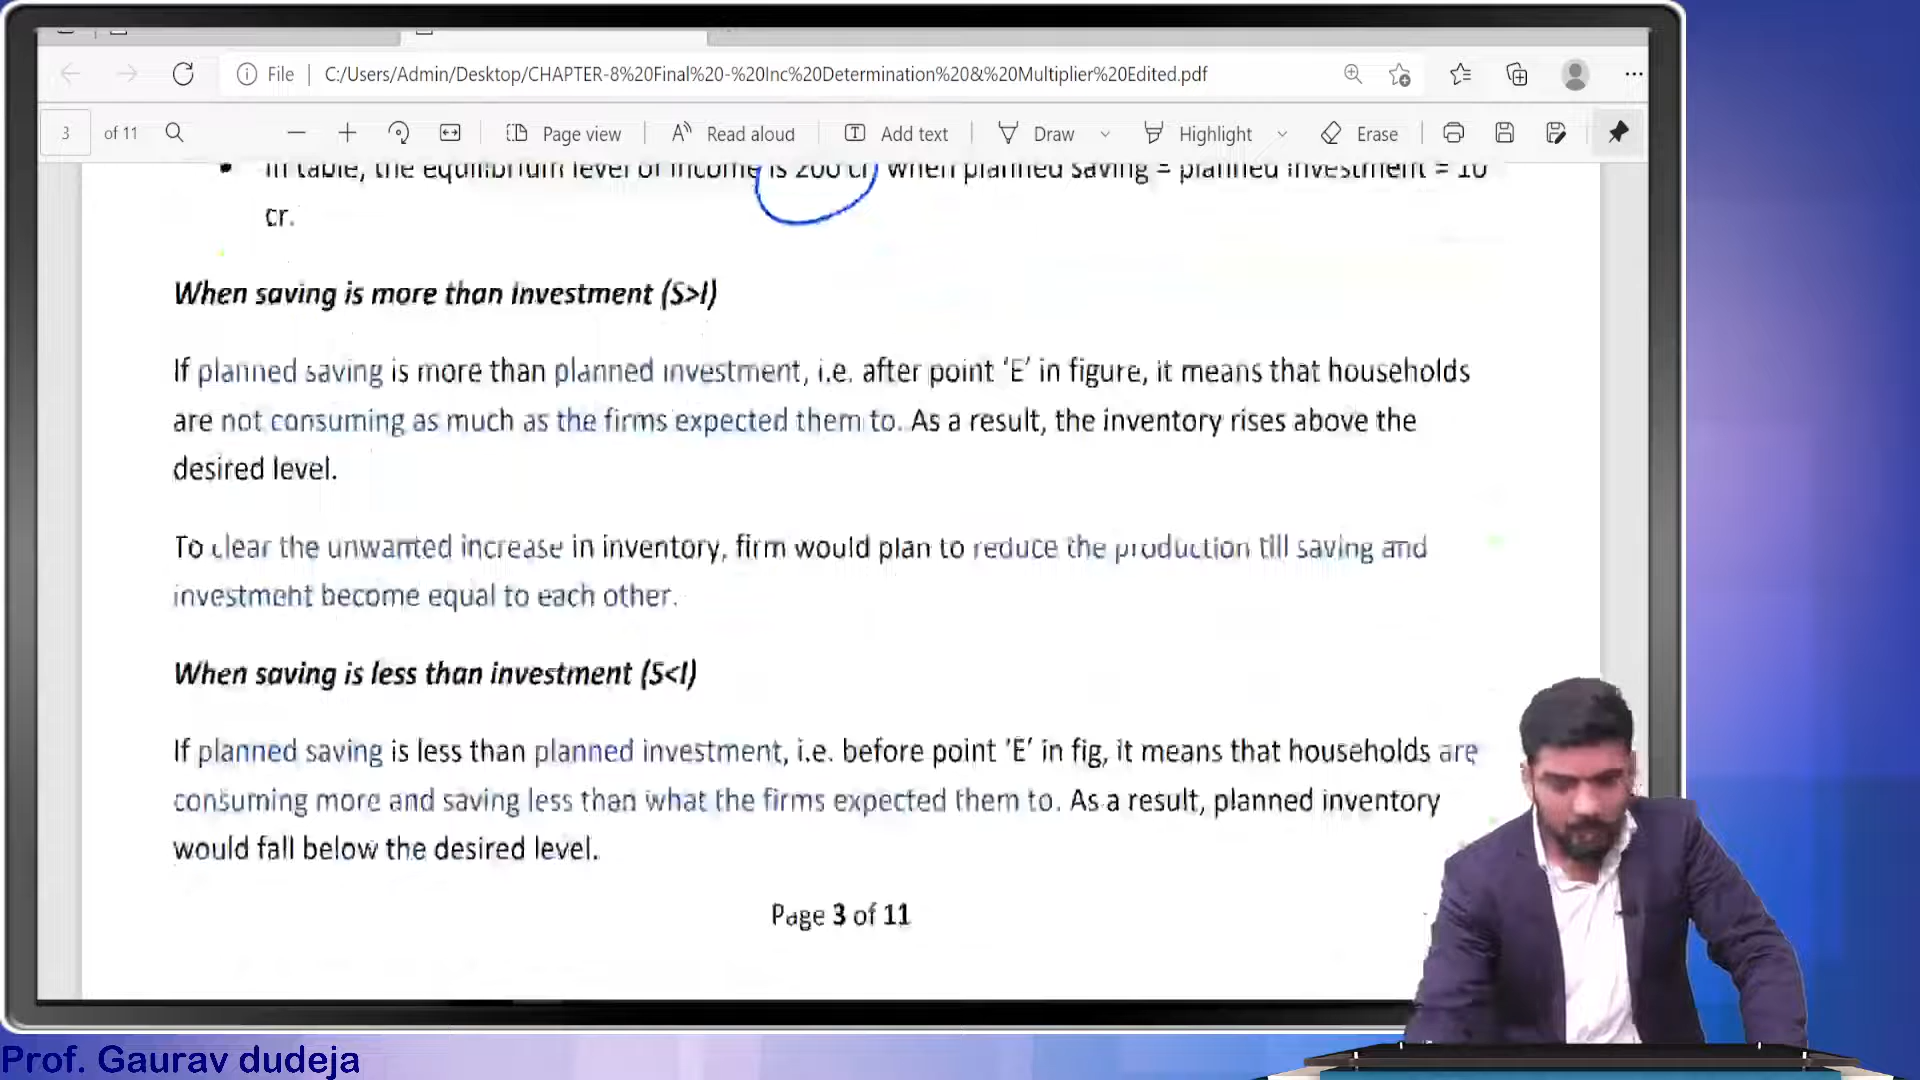 File C:/Users/Admin/Desktop/CHAPTER-8%20Final%20-%20Inc%20Determination%20&%20Multiplier%20Edited.pdf
3 of 11 Page view Read aloud Add text Draw Highlight Erase
In table, the equilibrium level of income is 200 cr when planned saving = planned investment = 10
cr.
When saving is more than investment (S>I)
If planned saving is more than planned investment, i.e. after point ‘E’ in figure, it means that households
are not consuming as much as the firms expected them to. As a result, the inventory rises above the
desired level.
To clear the unwanted increase in inventory, firm would plan to reduce the production till saving and
investment become equal to each other.
When saving is less than investment (S<I)
If planned saving is less than planned investment, i.e. before point ‘E’ in fig, it means that households are
consuming more and saving less than what the firms expected them to. As a result, planned inventory
would fall below the desired level.
Page 3 of 11
Prof. Gaurav dudeja